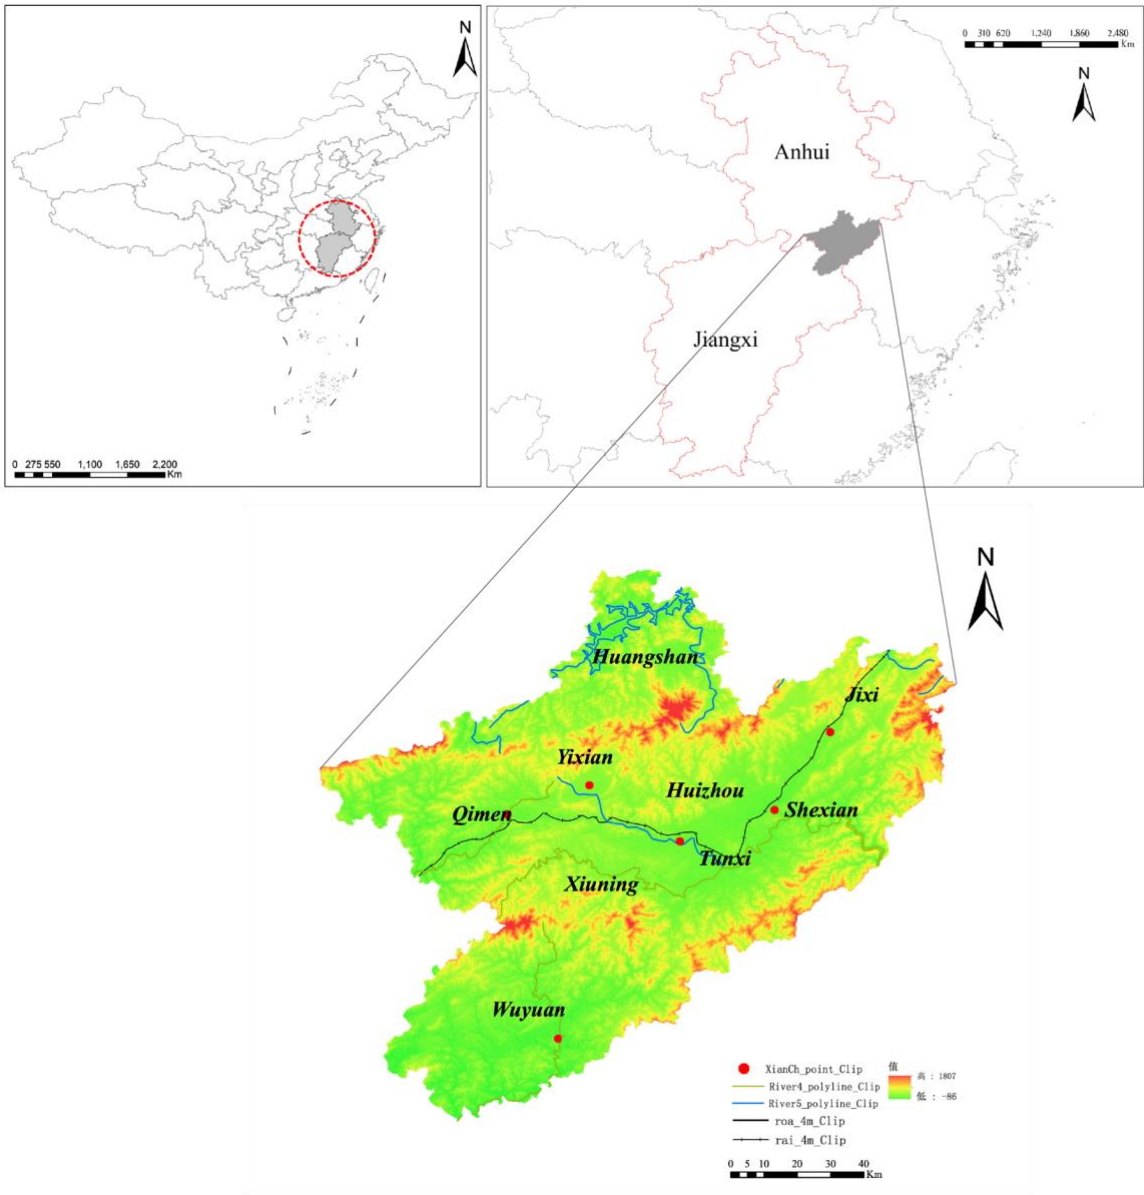 N
0 275 550 1,100 1,650 2,200
Km
0 310 620 1,240 1,860 2,480
Km
N
Anhui
Jiangxi
N
Huangshan
Jixi
Yixian
Huizhou
Qimen
Shexian
Tunxi
Xiuning
Wuyuan
XianCh_point_Clip
River4_polyline_Clip
River5_polyline_Clip
roa_4m_Clip
rai_4m_Clip
值
高 : 1807
低 : -86
0 5 10 20 30 40
Km